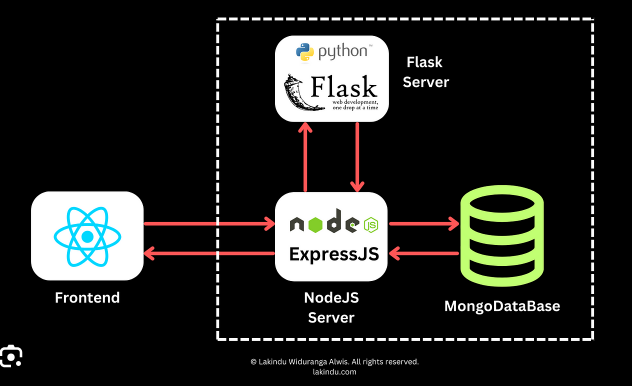 python™
Flask
web development,
one drop at a time
Flask
Server
node
JS
ExpressJS
Frontend
NodeJS
Server
MongoDataBase
© Lakindu Widuranga Alwis. All rights reserved.
lakindu.com